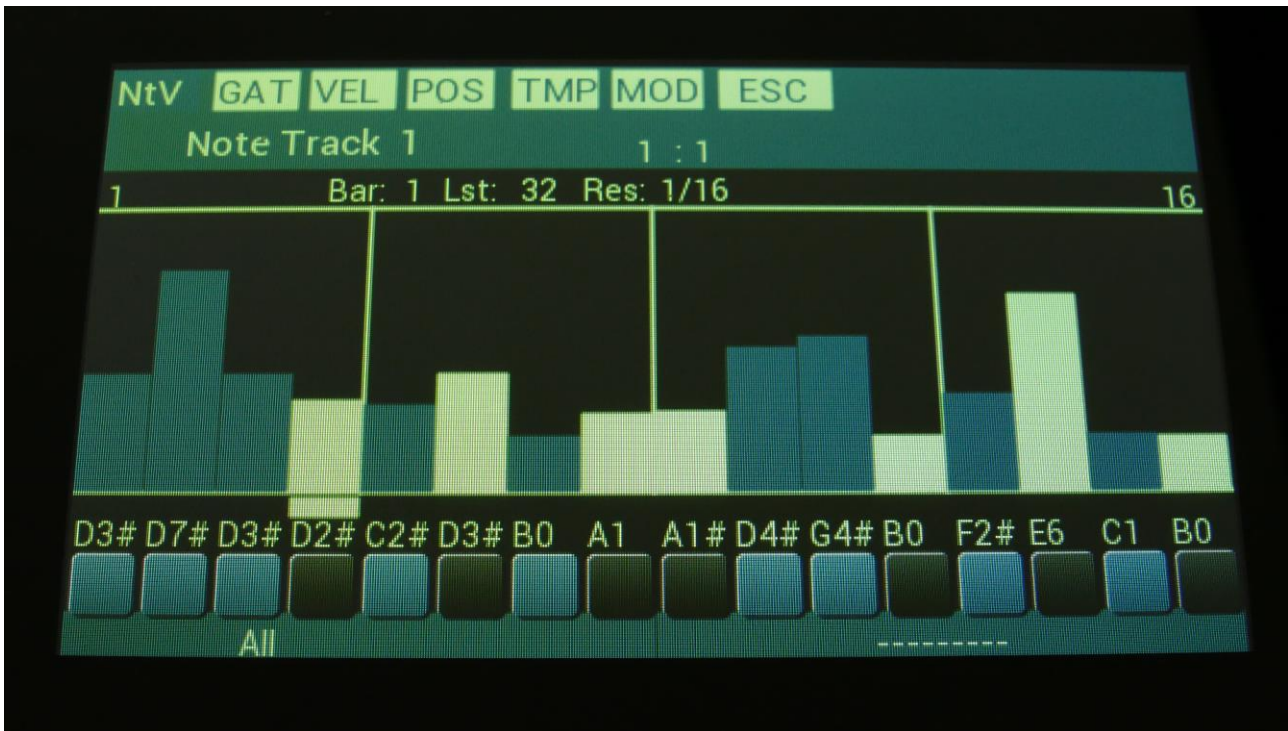 NtV GAT VEL POS TMP MOD ESC
Note Track 1 1 : 1
1 Bar: 1 Lst: 32 Res: 1/16 16
D3# D7# D3# D2# C2# D3# B0 A1 A1# D4# G4# B0 F2# E6 C1 B0
All ---------